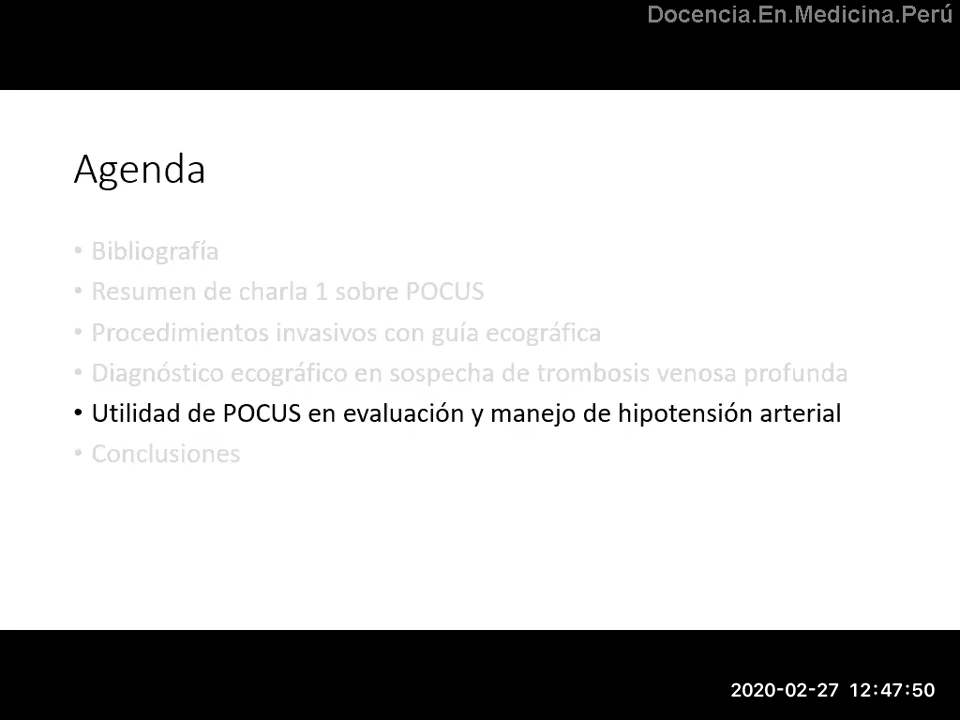 Docencia.En.Medicina.Perú
Agenda
• Bibliografía
• Resumen de charla 1 sobre POCUS
• Procedimientos invasivos con guía ecográfica
• Diagnóstico ecográfico en sospecha de trombosis venosa profunda
• Utilidad de POCUS en evaluación y manejo de hipotensión arterial
• Conclusiones
2020-02-27 12:47:50